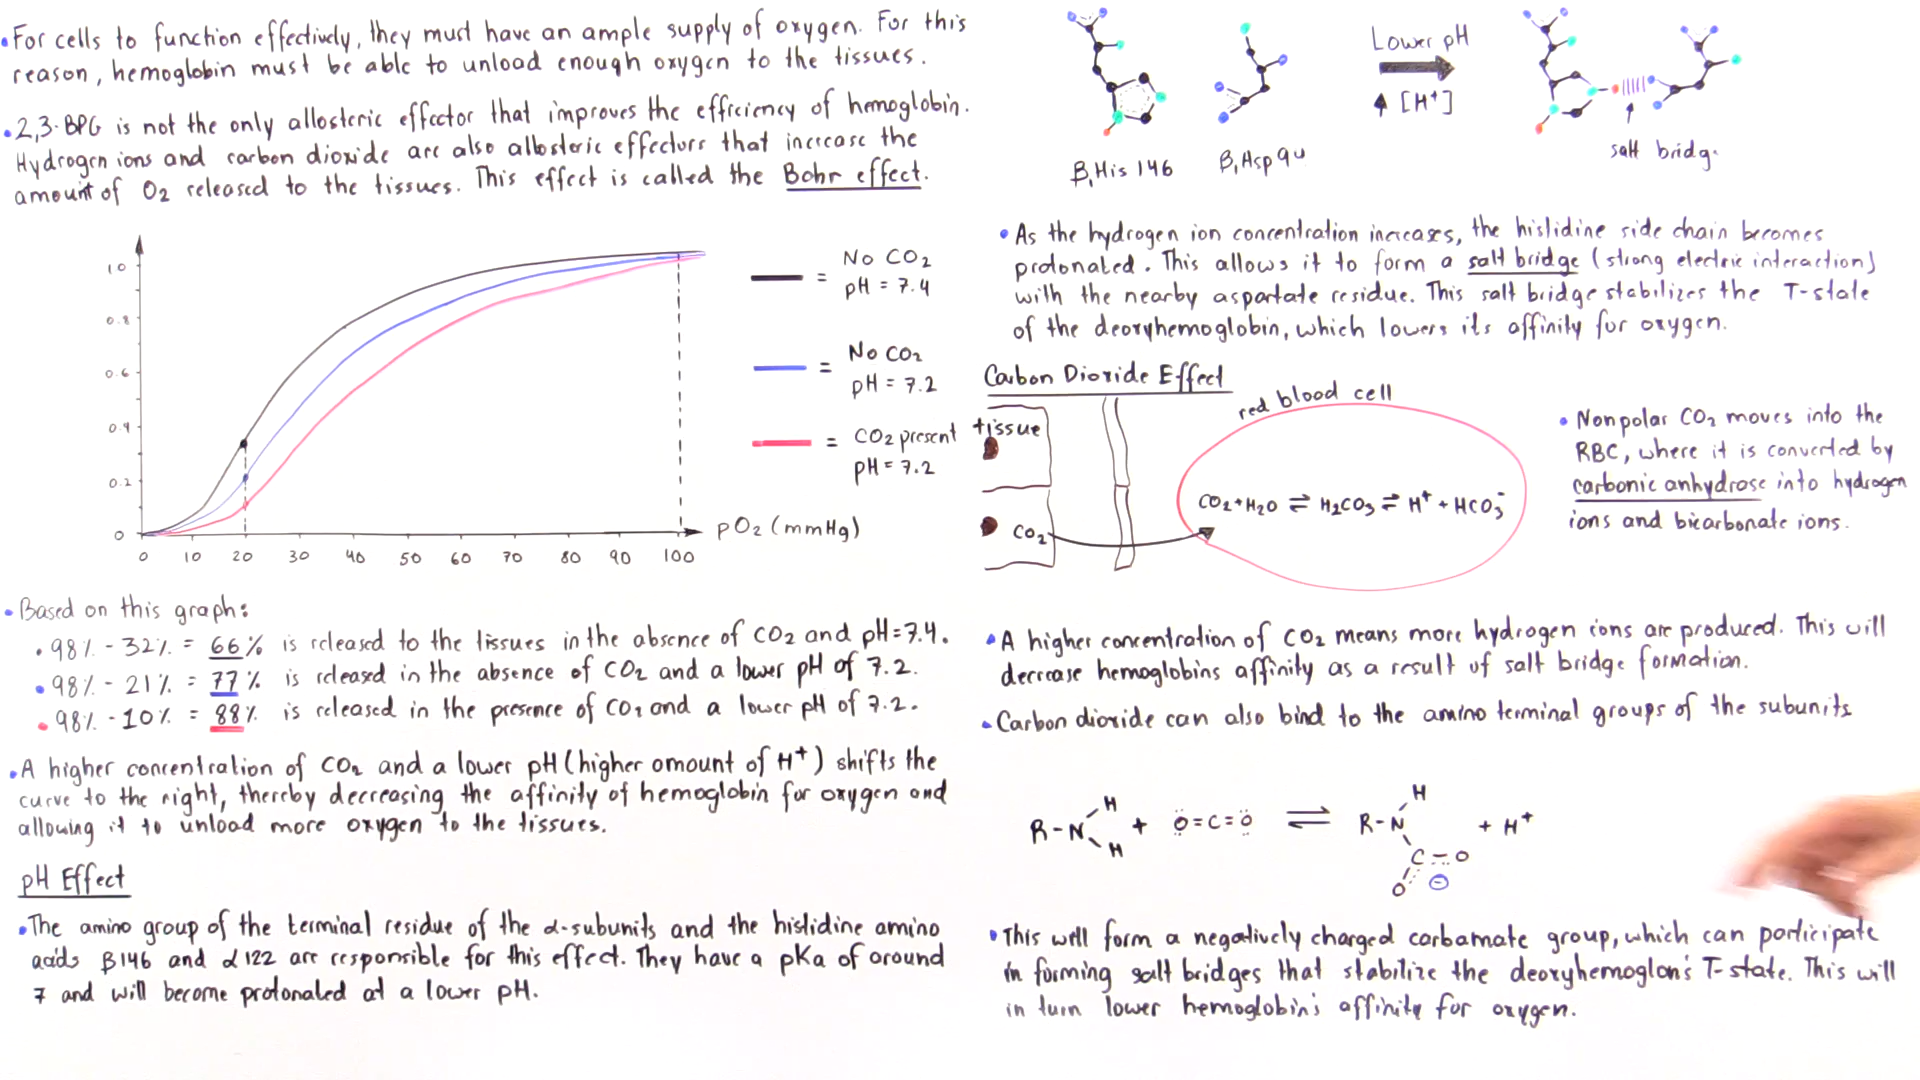 For cells to function effectively, they must have an ample supply of oxygen. For this
reason, hemoglobin must be able to unload enough oxygen to the tissues.
2,3-BPG is not the only allosteric effector that improves the efficiency of hemoglobin.
Hydrogen ions and carbon dioxide are also allosteric effectors that increase the
amount of O2 released to the tissues. This effect is called the Bohr effect.
1.0
0.8
0.6
0.4
0.2
0
0 10 20 30 40 50 60 70 80 90 100
pO2 (mmHg)
= No CO2
pH = 7.4
= No CO2
pH = 7.2
= CO2 present
pH = 7.2
Based on this graph:
98% - 32% = 66% is released to the tissues in the absence of CO2 and pH=7.4.
98% - 21% = 77% is released in the absence of CO2 and a lower pH of 7.2.
98% - 10% = 88% is released in the presence of CO2 and a lower pH of 7.2.
A higher concentration of CO2 and a lower pH (higher amount of H+) shifts the
curve to the right, thereby decreasing the affinity of hemoglobin for oxygen and
allowing it to unload more oxygen to the tissues.
pH Effect
The amino group of the terminal residue of the α-subunits and the histidine amino
acids β146 and α122 are responsible for this effect. They have a pKa of around
7 and will become protonated at a lower pH.
β1His 146
β1Asp 94
Lower pH
↑ [H+]
salt bridg.
As the hydrogen ion concentration increases, the histidine side chain becomes
protonated. This allows it to form a salt bridge (strong electric interaction)
with the nearby aspartate residue. This salt bridge stabilizes the T-state
of the deoxyhemoglobin, which lowers its affinity for oxygen.
Carbon Dioxide Effect
tissue
red blood cell
CO2
CO2+H2O ⇌ H2CO3 ⇌ H+ + HCO3-
Nonpolar CO2 moves into the
RBC, where it is converted by
carbonic anhydrase into hydrogen
ions and bicarbonate ions.
A higher concentration of CO2 means more hydrogen ions are produced. This will
decrease hemoglobins affinity as a result of salt bridge formation.
Carbon dioxide can also bind to the amino terminal groups of the subunits
R-N H H + O=C=O ⇌ R-N H C O O ⊖ + H+
This will form a negatively charged carbamate group, which can participate
in forming salt bridges that stabilize the deoxyhemoglon's T-state. This will
in turn lower hemoglobin's affinity for oxygen.